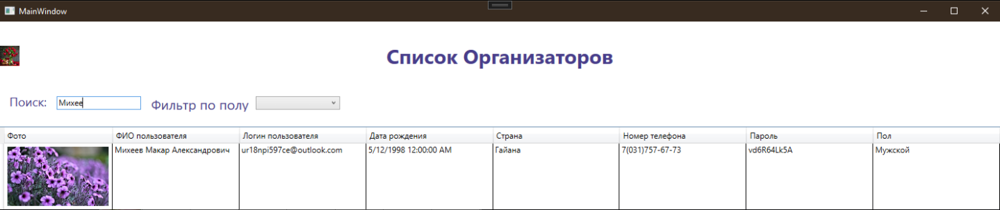 MainWindow
Список Организаторов
Поиск: Михее Фильтр по полу
Фото ФИО пользователя Логин пользователя Дата рождения Страна Номер телефона Пароль Пол
Михеев Макар Александрович ur18npi597ce@outlook.com 5/12/1998 12:00:00 AM Гайана 7(031)757-67-73 vd6R64Lk5A Мужской